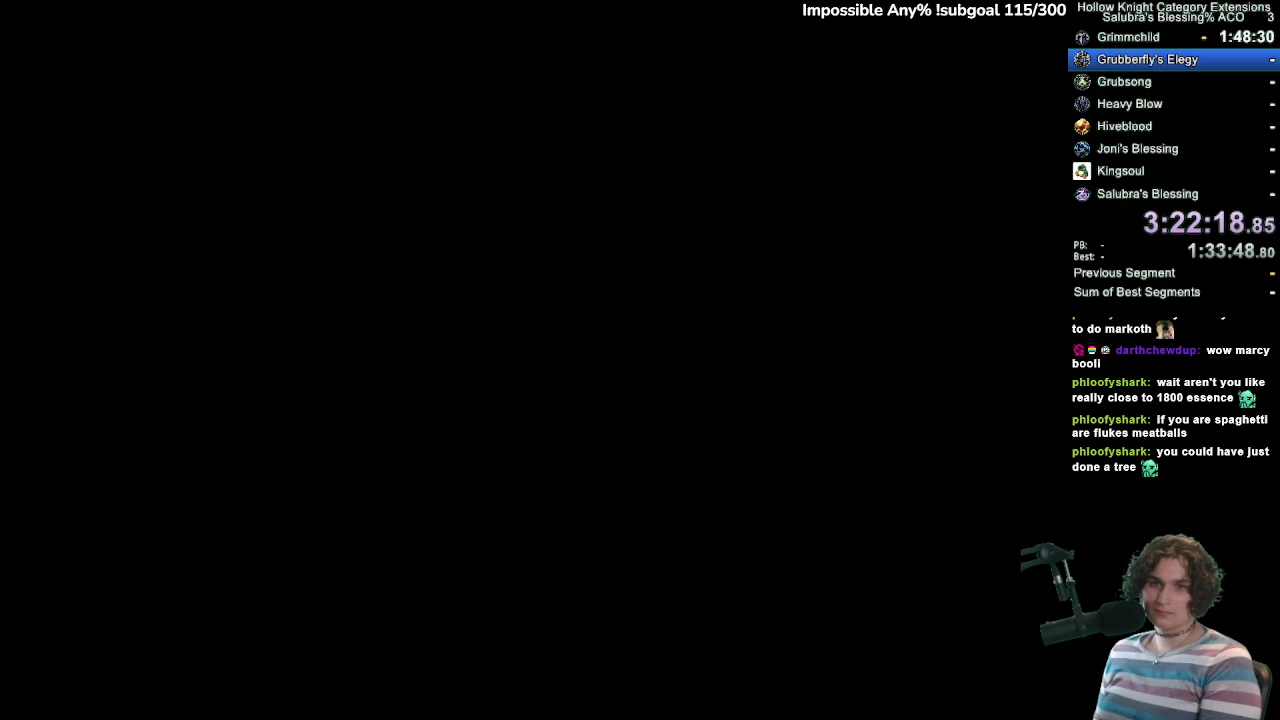 Impossible Any% !subgoal 115/300
Hollow Knight Category Extensions
Salubra's Blessing% ACO 3
Grimmchild - 1:48:30
Grubberfly's Elegy -
Grubsong -
Heavy Blow -
Hiveblood -
Joni's Blessing -
Kingsoul -
Salubra's Blessing -
3:22:18.85
PB: - 1:33:48.80
Best: -
Previous Segment -
Sum of Best Segments -
to do markoth
darthchewdup: wow marcy
booli
phloofyshark: wait aren't you like
really close to 1800 essence
phloofyshark: if you are spaghetti
are flukes meatballs
phloofyshark: you could have just
done a tree